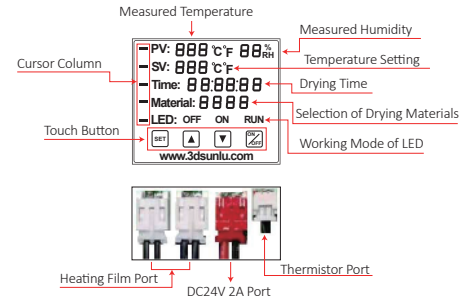 Measured Temperature
Measured Humidity
PV: 888 °C°F 88 %RH
Temperature Setting
SV: 888 °C°F
Cursor Column
Drying Time
Time: 88:88:88
Material: 8888
Selection of Drying Materials
LED: OFF ON RUN
Touch Button
Working Mode of LED
SET ▲ ▼ ON/OFF
www.3dsunlu.com
Heating Film Port
Thermistor Port
DC24V 2A Port